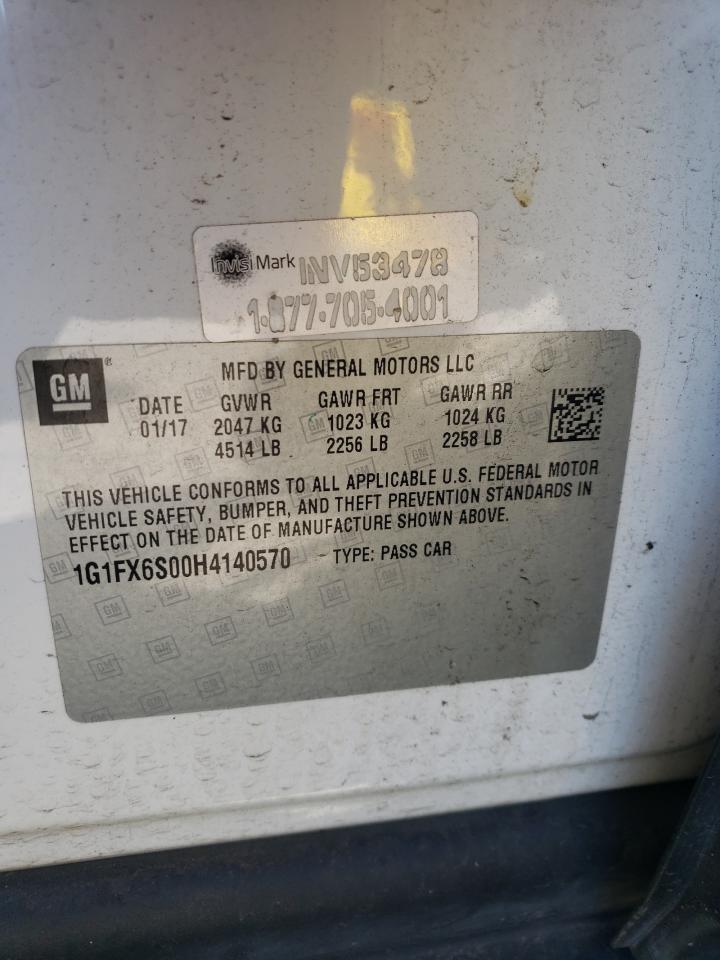 InvisiMark INV53478
1·877·705·4001
GM®
MFD BY GENERAL MOTORS LLC
DATE GVWR GAWR FRT GAWR RR
01/17 2047 KG 1023 KG 1024 KG
4514 LB 2256 LB 2258 LB
THIS VEHICLE CONFORMS TO ALL APPLICABLE U.S. FEDERAL MOTOR
VEHICLE SAFETY, BUMPER, AND THEFT PREVENTION STANDARDS IN
EFFECT ON THE DATE OF MANUFACTURE SHOWN ABOVE.
1G1FX6S00H4140570 TYPE: PASS CAR